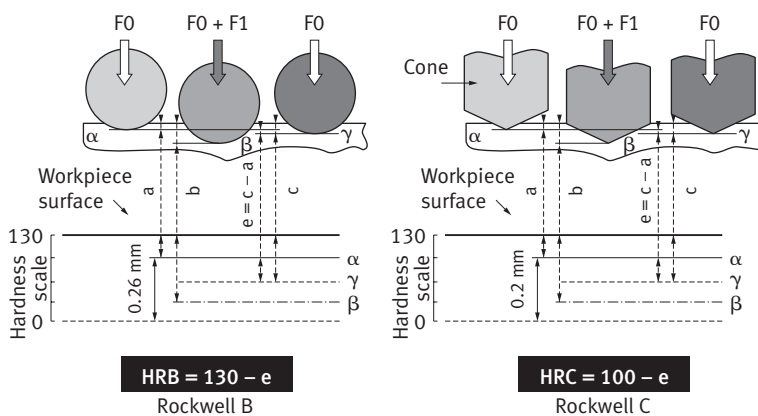 F0
F0 + F1
F0
α
β
γ
a
b
e = c – a
c
Workpiece
surface
130
0
Hardness
scale
0.26 mm
α
γ
β
HRB = 130 – e
Rockwell B
F0
F0 + F1
F0
Cone
α
β
γ
a
b
e = c – a
c
Workpiece
surface
130
0
Hardness
scale
0.2 mm
α
γ
β
HRC = 100 – e
Rockwell C